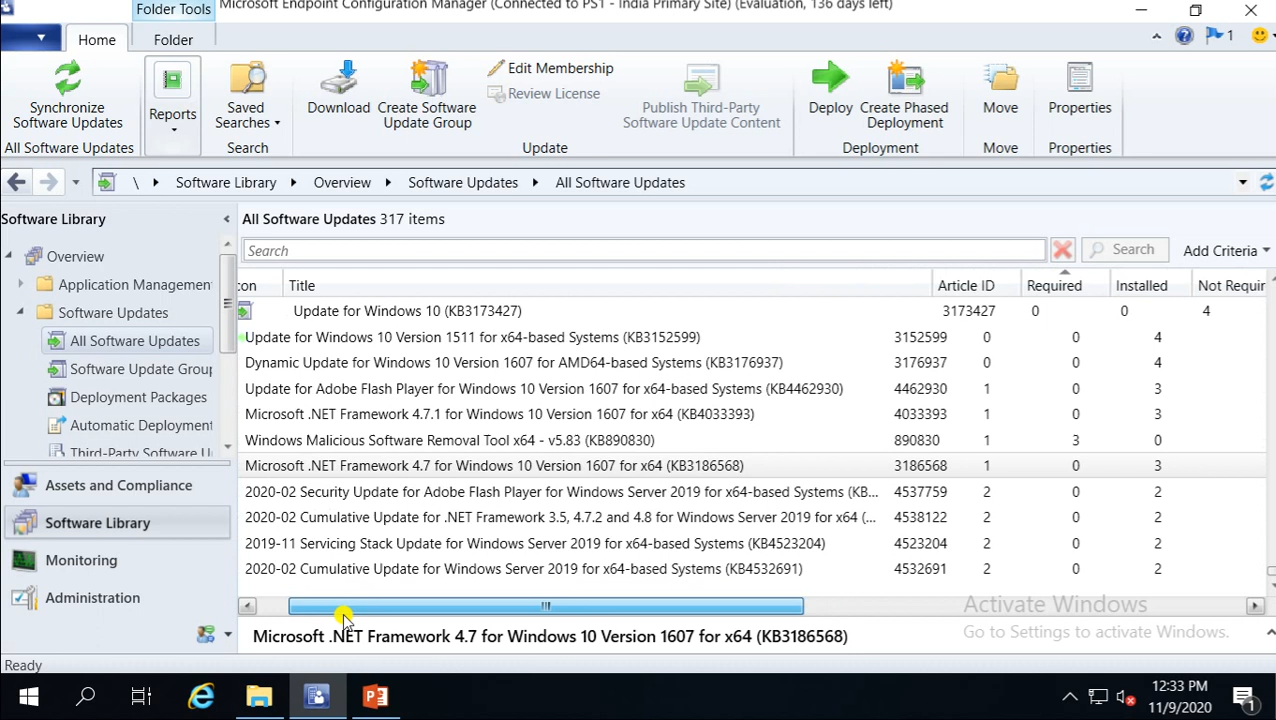 Folder Tools
Microsoft Endpoint Configuration Manager (Connected to PS1 - India Primary Site) (Evaluation, 136 days left)
Home
Folder
1
Synchronize Software Updates
Reports
Saved Searches
Download
Create Software Update Group
Edit Membership
Review License
Publish Third-Party Software Update Content
Deploy
Create Phased Deployment
Move
Properties
All Software Updates
Search
Update
Deployment
Move
Properties
\ Software Library Overview Software Updates All Software Updates
Software Library
Overview
Application Managemen
Software Updates
All Software Updates
Software Update Grou
Deployment Packages
Automatic Deployment
Third-Party Software U
Assets and Compliance
Software Library
Monitoring
Administration
All Software Updates 317 items
Search
Search
Add Criteria
con Title Article ID Required Installed Not Requir
Update for Windows 10 (KB3173427) 3173427 0 0 4
Update for Windows 10 Version 1511 for x64-based Systems (KB3152599) 3152599 0 0 4
Dynamic Update for Windows 10 Version 1607 for AMD64-based Systems (KB3176937) 3176937 0 0 4
Update for Adobe Flash Player for Windows 10 Version 1607 for x64-based Systems (KB4462930) 4462930 1 0 3
Microsoft .NET Framework 4.7.1 for Windows 10 Version 1607 for x64 (KB4033393) 4033393 1 0 3
Windows Malicious Software Removal Tool x64 - v5.83 (KB890830) 890830 1 3 0
Microsoft .NET Framework 4.7 for Windows 10 Version 1607 for x64 (KB3186568) 3186568 1 0 3
2020-02 Security Update for Adobe Flash Player for Windows Server 2019 for x64-based Systems (KB... 4537759 2 0 2
2020-02 Cumulative Update for .NET Framework 3.5, 4.7.2 and 4.8 for Windows Server 2019 for x64 (... 4538122 2 0 2
2019-11 Servicing Stack Update for Windows Server 2019 for x64-based Systems (KB4523204) 4523204 2 0 2
2020-02 Cumulative Update for Windows Server 2019 for x64-based Systems (KB4532691) 4532691 2 0 2
Activate Windows
Go to Settings to activate Windows.
Microsoft .NET Framework 4.7 for Windows 10 Version 1607 for x64 (KB3186568)
Ready
12:33 PM
11/9/2020
1